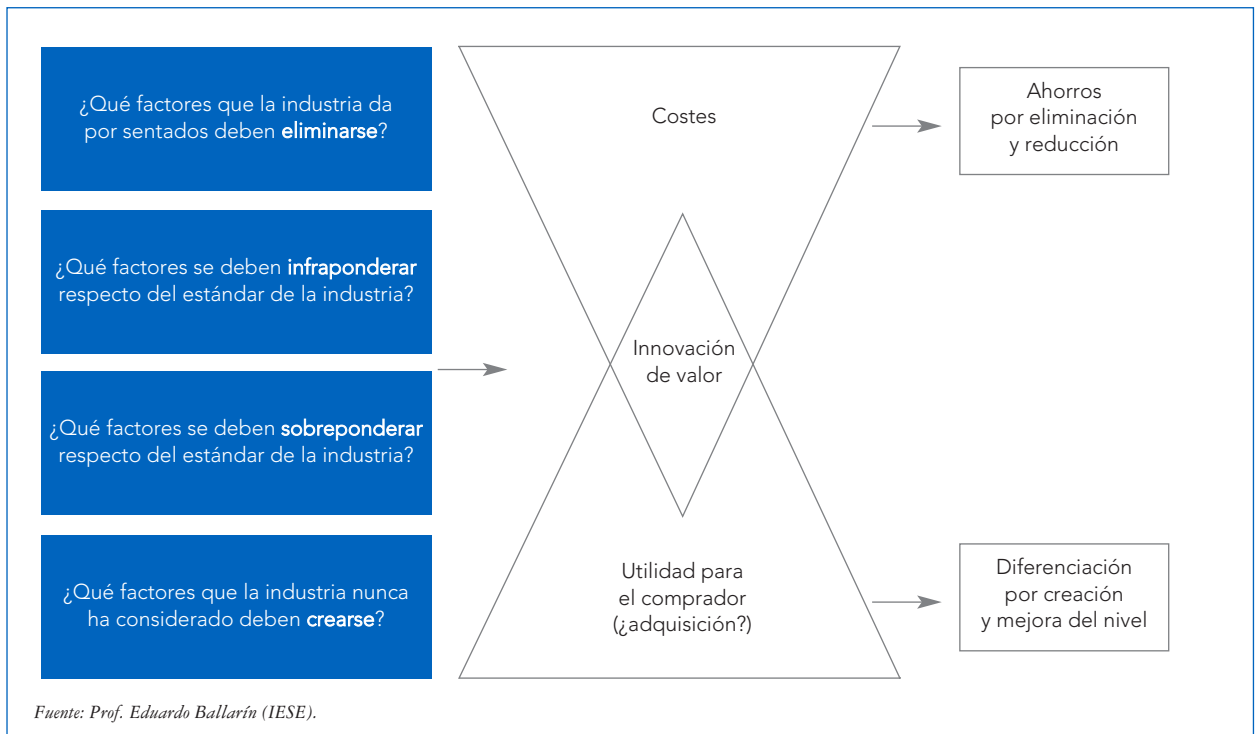 ¿Qué factores que la industria da
por sentados deben eliminarse?
¿Qué factores se deben infraponderar
respecto del estándar de la industria?
¿Qué factores se deben sobreponderar
respecto del estándar de la industria?
¿Qué factores que la industria nunca
ha considerado deben crearse?
Costes
Innovación
de valor
Utilidad para
el comprador
(¿adquisición?)
Ahorros
por eliminación
y reducción
Diferenciación
por creación
y mejora del nivel
Fuente: Prof. Eduardo Ballarín (IESE).